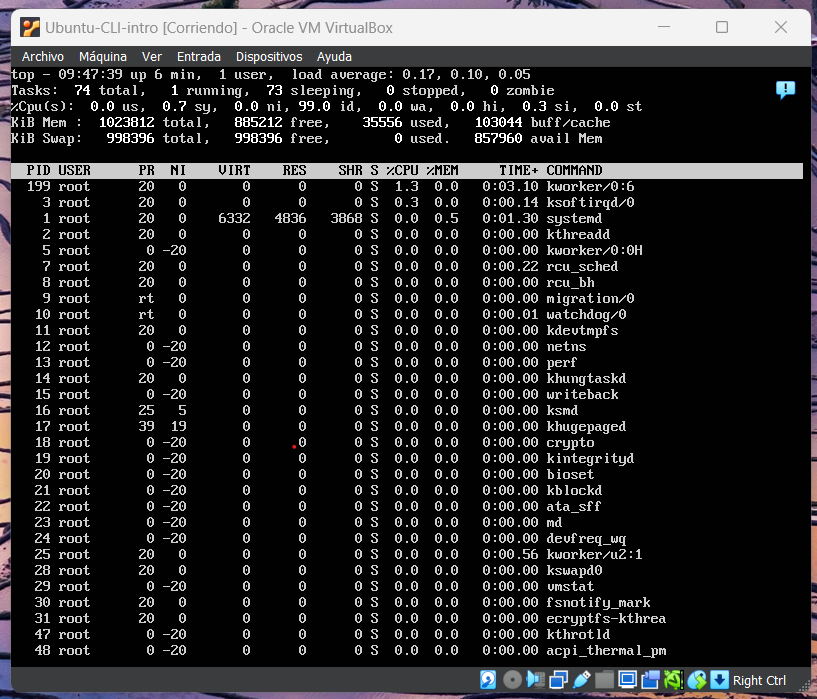 Ubuntu-CLI-intro [Corriendo] - Oracle VM VirtualBox
Archivo Máquina Ver Entrada Dispositivos Ayuda
top - 09:47:39 up 6 min, 1 user, load average: 0.17, 0.10, 0.05
Tasks: 74 total, 1 running, 73 sleeping, 0 stopped, 0 zombie
%Cpu(s): 0.0 us, 0.7 sy, 0.0 ni, 99.0 id, 0.0 wa, 0.0 hi, 0.3 si, 0.0 st
KiB Mem : 1023812 total, 885212 free, 35556 used, 103044 buff/cache
KiB Swap: 998396 total, 998396 free, 0 used. 857960 avail Mem
PID USER PR NI VIRT RES SHR S %CPU %MEM TIME+ COMMAND
199 root 20 0 0 0 0 S 1.3 0.0 0:03.10 kworker/0:6
3 root 20 0 0 0 0 S 0.3 0.0 0:00.14 ksoftirqd/0
1 root 20 0 6332 4836 3868 S 0.0 0.5 0:01.30 systemd
2 root 20 0 0 0 0 S 0.0 0.0 0:00.00 kthreadd
5 root 0 -20 0 0 0 S 0.0 0.0 0:00.00 kworker/0:0H
7 root 20 0 0 0 0 S 0.0 0.0 0:00.22 rcu_sched
8 root 20 0 0 0 0 S 0.0 0.0 0:00.00 rcu_bh
9 root rt 0 0 0 0 S 0.0 0.0 0:00.00 migration/0
10 root rt 0 0 0 0 S 0.0 0.0 0:00.01 watchdog/0
11 root 20 0 0 0 0 S 0.0 0.0 0:00.00 kdevtmpfs
12 root 0 -20 0 0 0 S 0.0 0.0 0:00.00 netns
13 root 0 -20 0 0 0 S 0.0 0.0 0:00.00 perf
14 root 20 0 0 0 0 S 0.0 0.0 0:00.00 khungtaskd
15 root 0 -20 0 0 0 S 0.0 0.0 0:00.00 writeback
16 root 25 5 0 0 0 S 0.0 0.0 0:00.00 ksmd
17 root 39 19 0 0 0 S 0.0 0.0 0:00.00 khugepaged
18 root 0 -20 0 0 0 S 0.0 0.0 0:00.00 crypto
19 root 0 -20 0 0 0 S 0.0 0.0 0:00.00 kintegrityd
20 root 0 -20 0 0 0 S 0.0 0.0 0:00.00 bioset
21 root 0 -20 0 0 0 S 0.0 0.0 0:00.00 kblockd
22 root 0 -20 0 0 0 S 0.0 0.0 0:00.00 ata_sff
23 root 0 -20 0 0 0 S 0.0 0.0 0:00.00 md
24 root 0 -20 0 0 0 S 0.0 0.0 0:00.00 devfreq_wq
25 root 20 0 0 0 0 S 0.0 0.0 0:00.56 kworker/u2:1
28 root 20 0 0 0 0 S 0.0 0.0 0:00.00 kswapd0
29 root 0 -20 0 0 0 S 0.0 0.0 0:00.00 vmstat
30 root 20 0 0 0 0 S 0.0 0.0 0:00.00 fsnotify_mark
31 root 20 0 0 0 0 S 0.0 0.0 0:00.00 ecryptfs-kthrea
47 root 0 -20 0 0 0 S 0.0 0.0 0:00.00 kthrotld
48 root 0 -20 0 0 0 S 0.0 0.0 0:00.00 acpi_thermal_pm
Right Ctrl